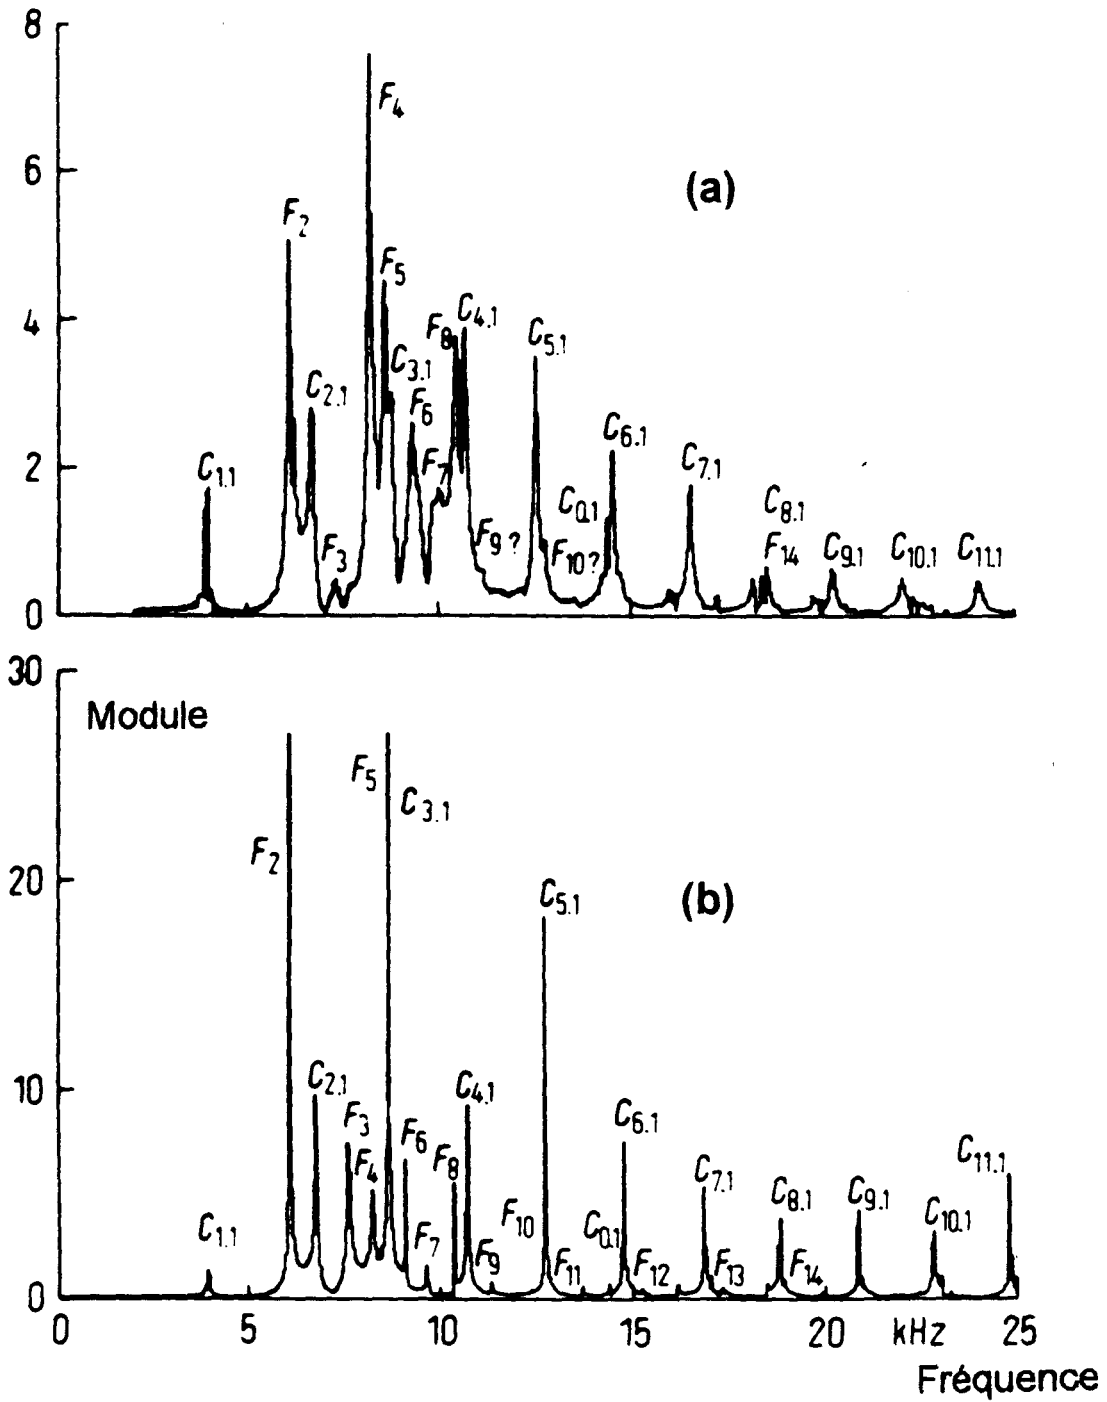 8
F4
(a)
6
F2
F5
4
F8 C4.1
C5.1
C3.1
C2.1
F6
C6.1
2
C1.1
F7
C7.1
C0.1
C8.1
F3
F9 ?
F10 ?
F14
C9.1
C10.1
C11.1
0
30
Module
F5
C3.1
F2
20
(b)
C5.1
10
C2.1
C4.1
F3
C6.1
F6
F4
F8
C7.1
C8.1
C9.1
C11.1
C1.1
F7
F10
C0.1
C10.1
F9
F11
F12
F13
F14
0
0 5 10 15 20 kHz 25
Fréquence